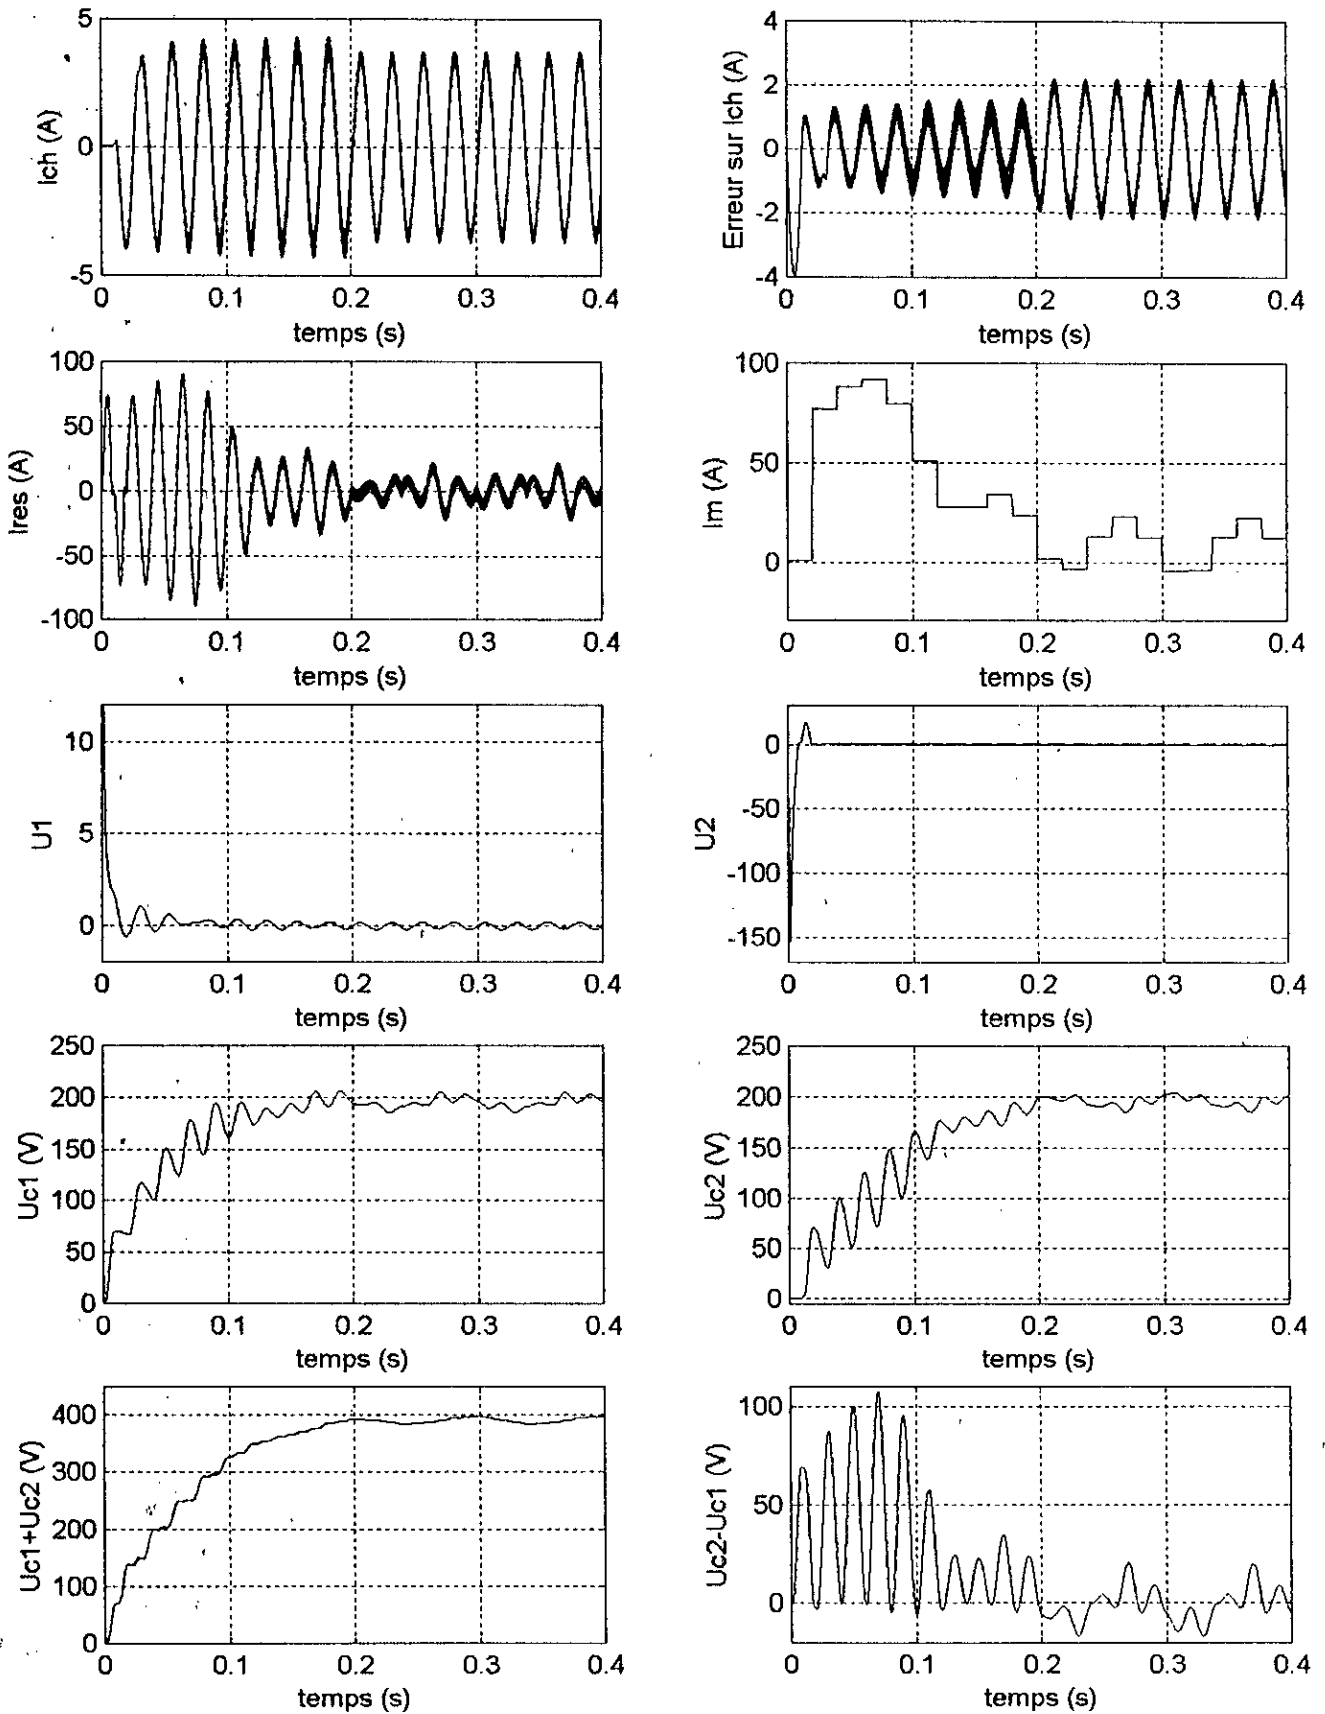 Ich (A)
5
0
-5
0 0.1 0.2 0.3 0.4
temps (s)
Erreur sur Ich (A)
4
2
0
-2
-4
0 0.1 0.2 0.3 0.4
temps (s)
Ires (A)
100
50
0
-50
-100
0 0.1 0.2 0.3 0.4
temps (s)
Im (A)
100
50
0
0 0.1 0.2 0.3 0.4
temps (s)
U1
10
5
0
0 0.1 0.2 0.3 0.4
temps (s)
U2
0
-50
-100
-150
0 0.1 0.2 0.3 0.4
temps (s)
Uc1 (V)
250
200
150
100
50
0
0 0.1 0.2 0.3 0.4
temps (s)
Uc2 (V)
250
200
150
100
50
0
0 0.1 0.2 0.3 0.4
temps (s)
Uc1+Uc2 (V)
400
300
200
100
0
0 0.1 0.2 0.3 0.4
temps (s)
Uc2-Uc1 (V)
100
50
0
0 0.1 0.2 0.3 0.4
temps (s)